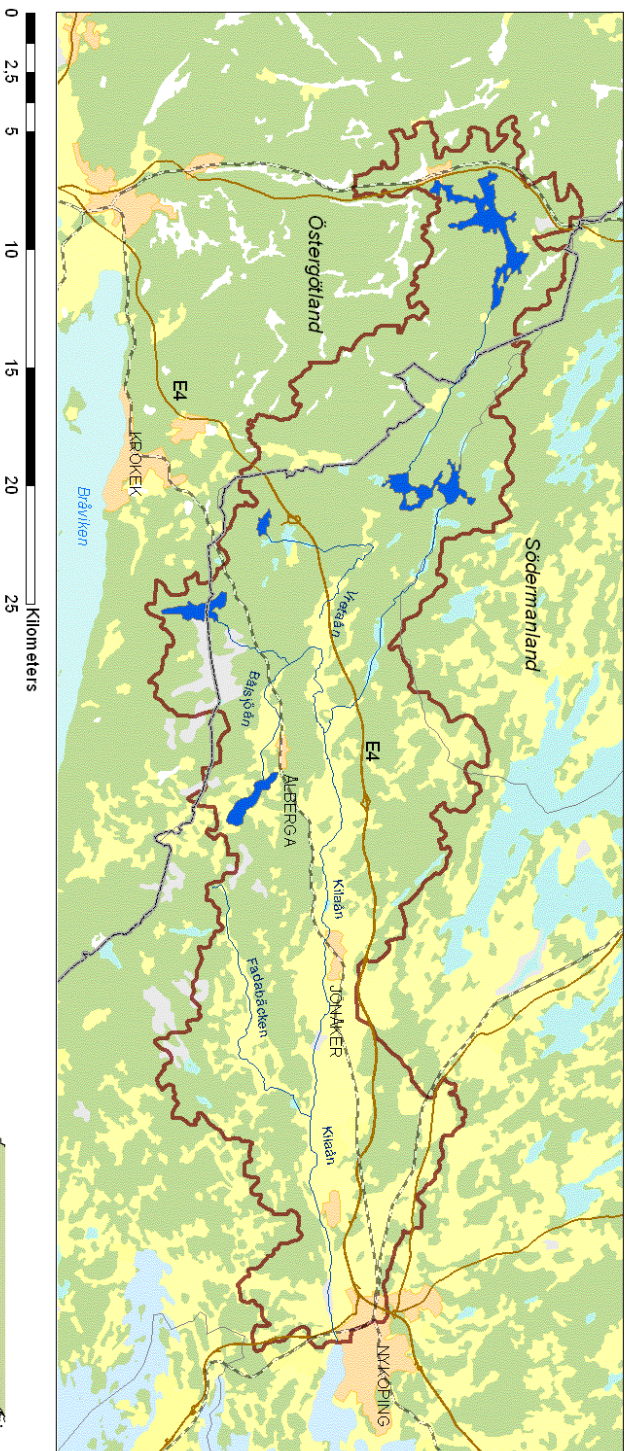 Södermanland
Östergötland
E4
E4
Vretaån
Bålsjöån
Kilaån
Kilaån
Fadabäcken
KROKEK
ÅLBERGA
JÖNÅKER
NYKÖPING
Bråviken
0 2,5 5 10 15 20 25
Kilometers